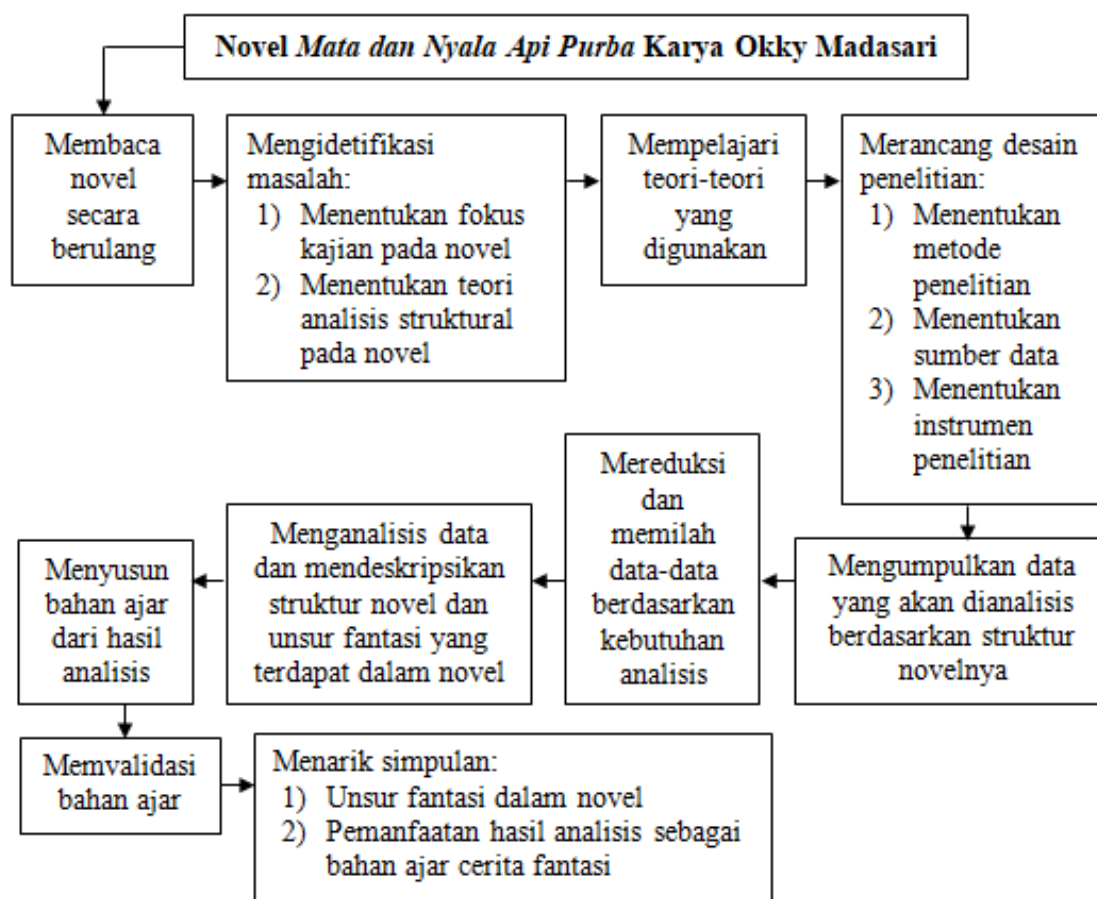 Novel Mata dan Nyala Api Purba Karya Okky Madasari
Membaca
novel
secara
berulang
Mengidetifikasi
masalah:
1) Menentukan fokus
kajian pada novel
2) Menentukan teori
analisis struktural
pada novel
Mempelajari
teori-teori
yang
digunakan
Merancang desain
penelitian:
1) Menentukan
metode
penelitian
2) Menentukan
sumber data
3) Menentukan
instrumen
penelitian
Mengumpulkan data
yang akan dianalisis
berdasarkan struktur
novelnya
Mereduksi
dan
memilah
data-data
berdasarkan
kebutuhan
analisis
Menganalisis data
dan mendeskripsikan
struktur novel dan
unsur fantasi yang
terdapat dalam novel
Menyusun
bahan ajar
dari hasil
analisis
Memvalidasi
bahan ajar
Menarik simpulan:
1) Unsur fantasi dalam novel
2) Pemanfaatan hasil analisis sebagai
bahan ajar cerita fantasi